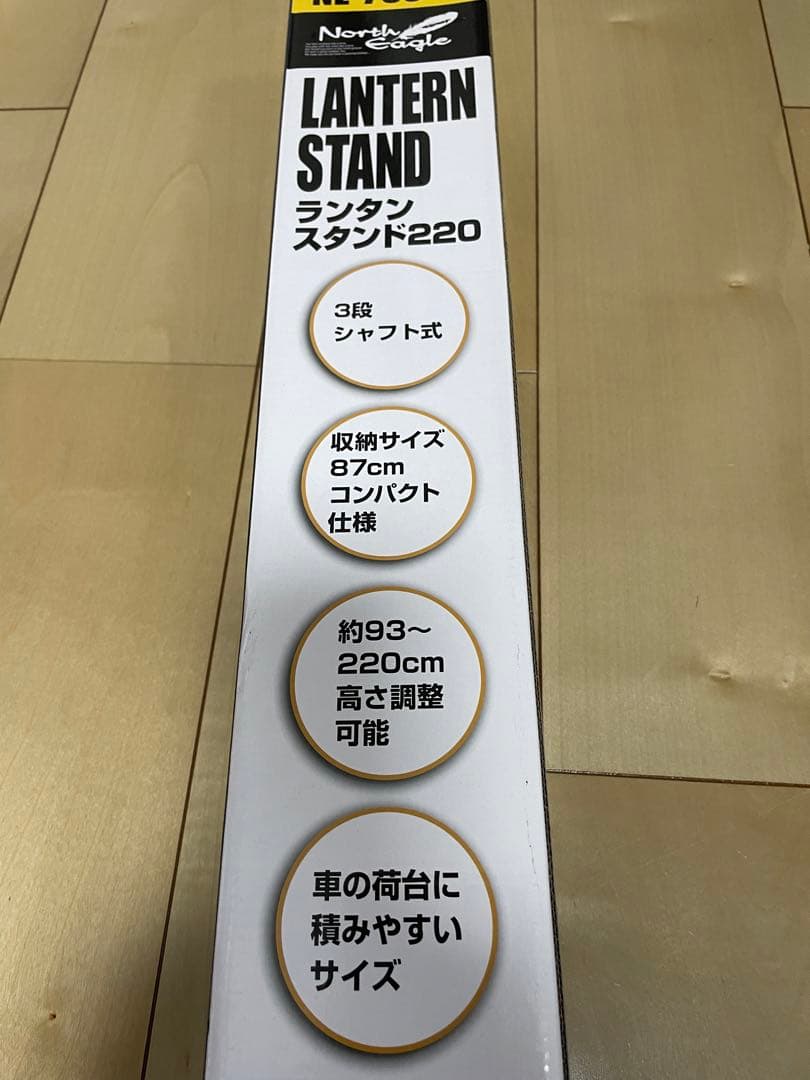 North
Eagle
LANTERN
STAND
ランタン
スタンド220
3段
シャフト式
収納サイズ
87cm
コンパクト
仕様
約93～
220cm
高さ調整
可能
車の荷台に
積みやすい
サイズ